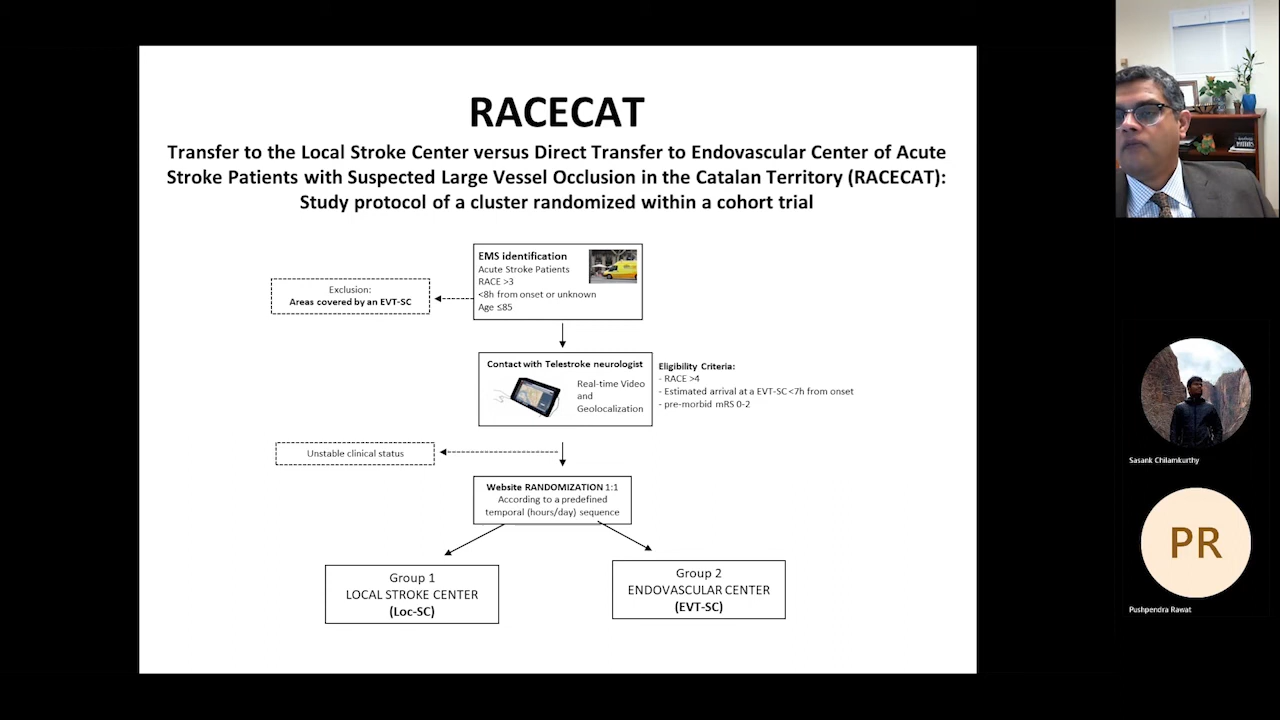 RACECAT
Transfer to the Local Stroke Center versus Direct Transfer to Endovascular Center of Acute
Stroke Patients with Suspected Large Vessel Occlusion in the Catalan Territory (RACECAT):
Study protocol of a cluster randomized within a cohort trial
EMS identification
Acute Stroke Patients
RACE >3
<8h from onset or unknown
Age ≤85
Exclusion:
Areas covered by an EVT-SC
Contact with Telestroke neurologist
Real-time Video
and
Geolocalization
Eligibility Criteria:
- RACE >4
- Estimated arrival at a EVT-SC <7h from onset
- pre-morbid mRS 0-2
Unstable clinical status
Website RANDOMIZATION 1:1
According to a predefined
temporal (hours/day) sequence
Group 1
LOCAL STROKE CENTER
(Loc-SC)
Group 2
ENDOVASCULAR CENTER
(EVT-SC)
Sasank Chilamkurthy
PR
Pushpendra Rawat